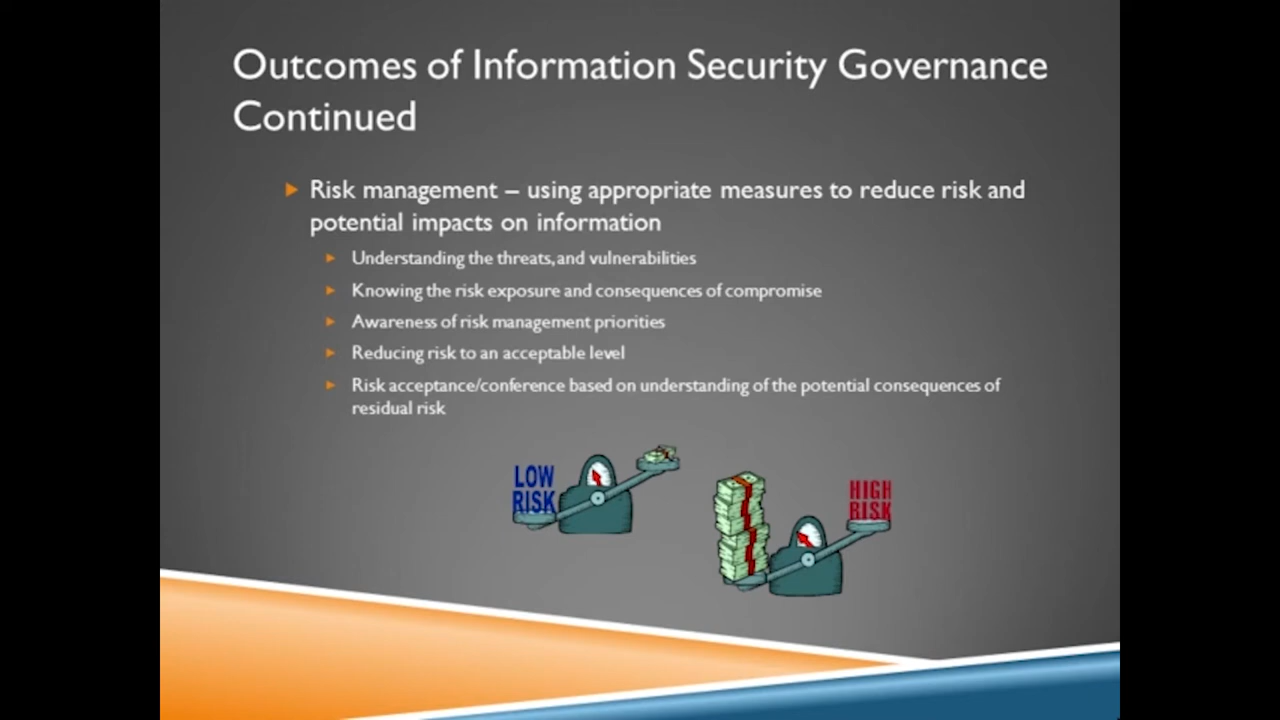 Outcomes of Information Security Governance
Continued
Risk management – using appropriate measures to reduce risk and
potential impacts on information
Understanding the threats, and vulnerabilities
Knowing the risk exposure and consequences of compromise
Awareness of risk management priorities
Reducing risk to an acceptable level
Risk acceptance/conference based on understanding of the potential consequences of
residual risk
LOW
RISK
HIGH
RISK